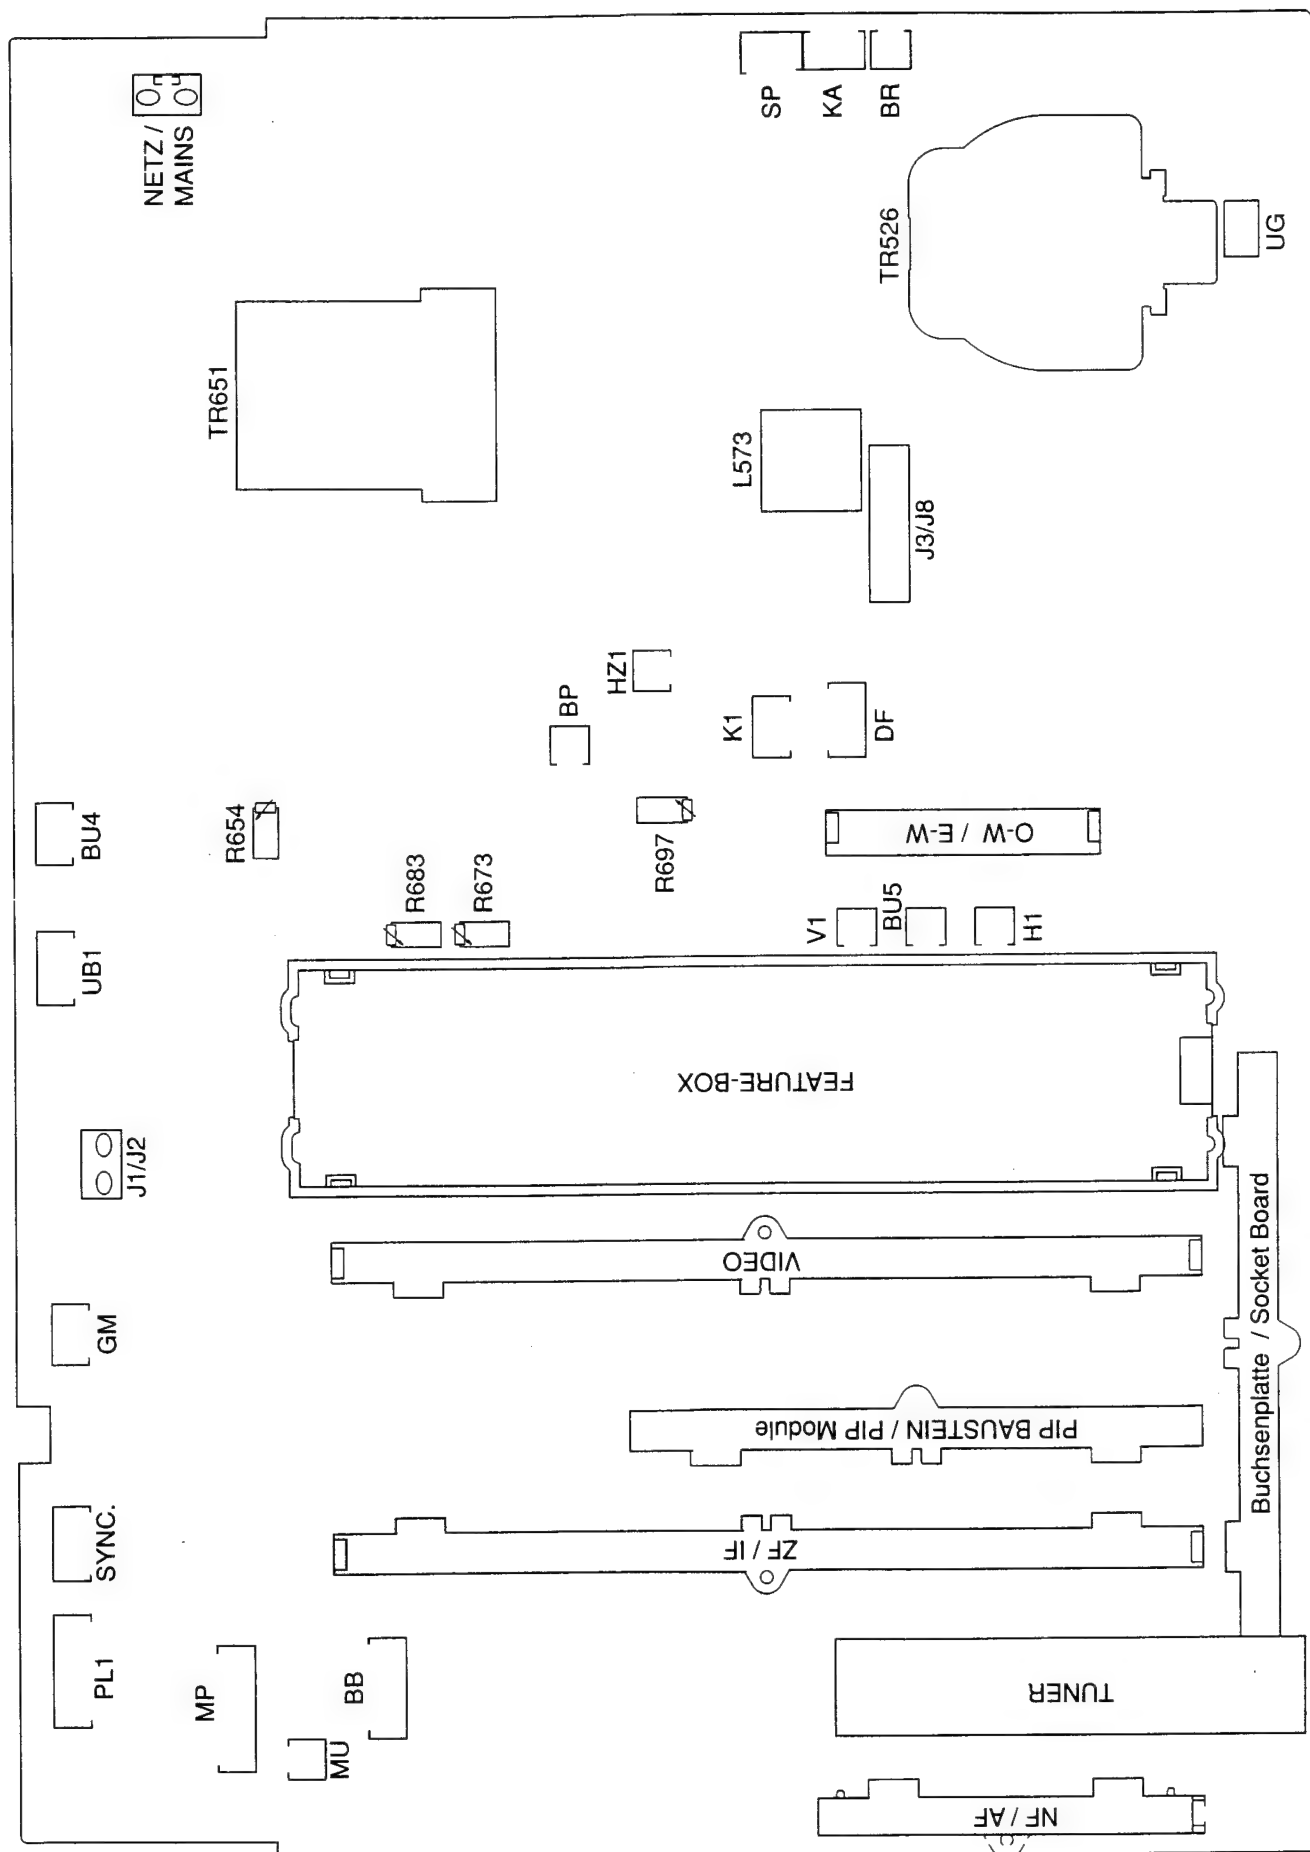 NETZ /
MAINS
SP
KA
BR
TR526
UG
TR651
L573
J3/J8
HZ1
BP
K1
DF
BU4
R654
R697
O-W / E-W
R683
R673
V1
BU5
H1
UB1
FEATURE-BOX
J1/J2
VIDEO
Buchsenplatte / Socket Board
GM
PIP BAUSTEIN / PIP Module
SYNC.
ZF / IF
PL1
MP
BB
MU
TUNER
NF / AF